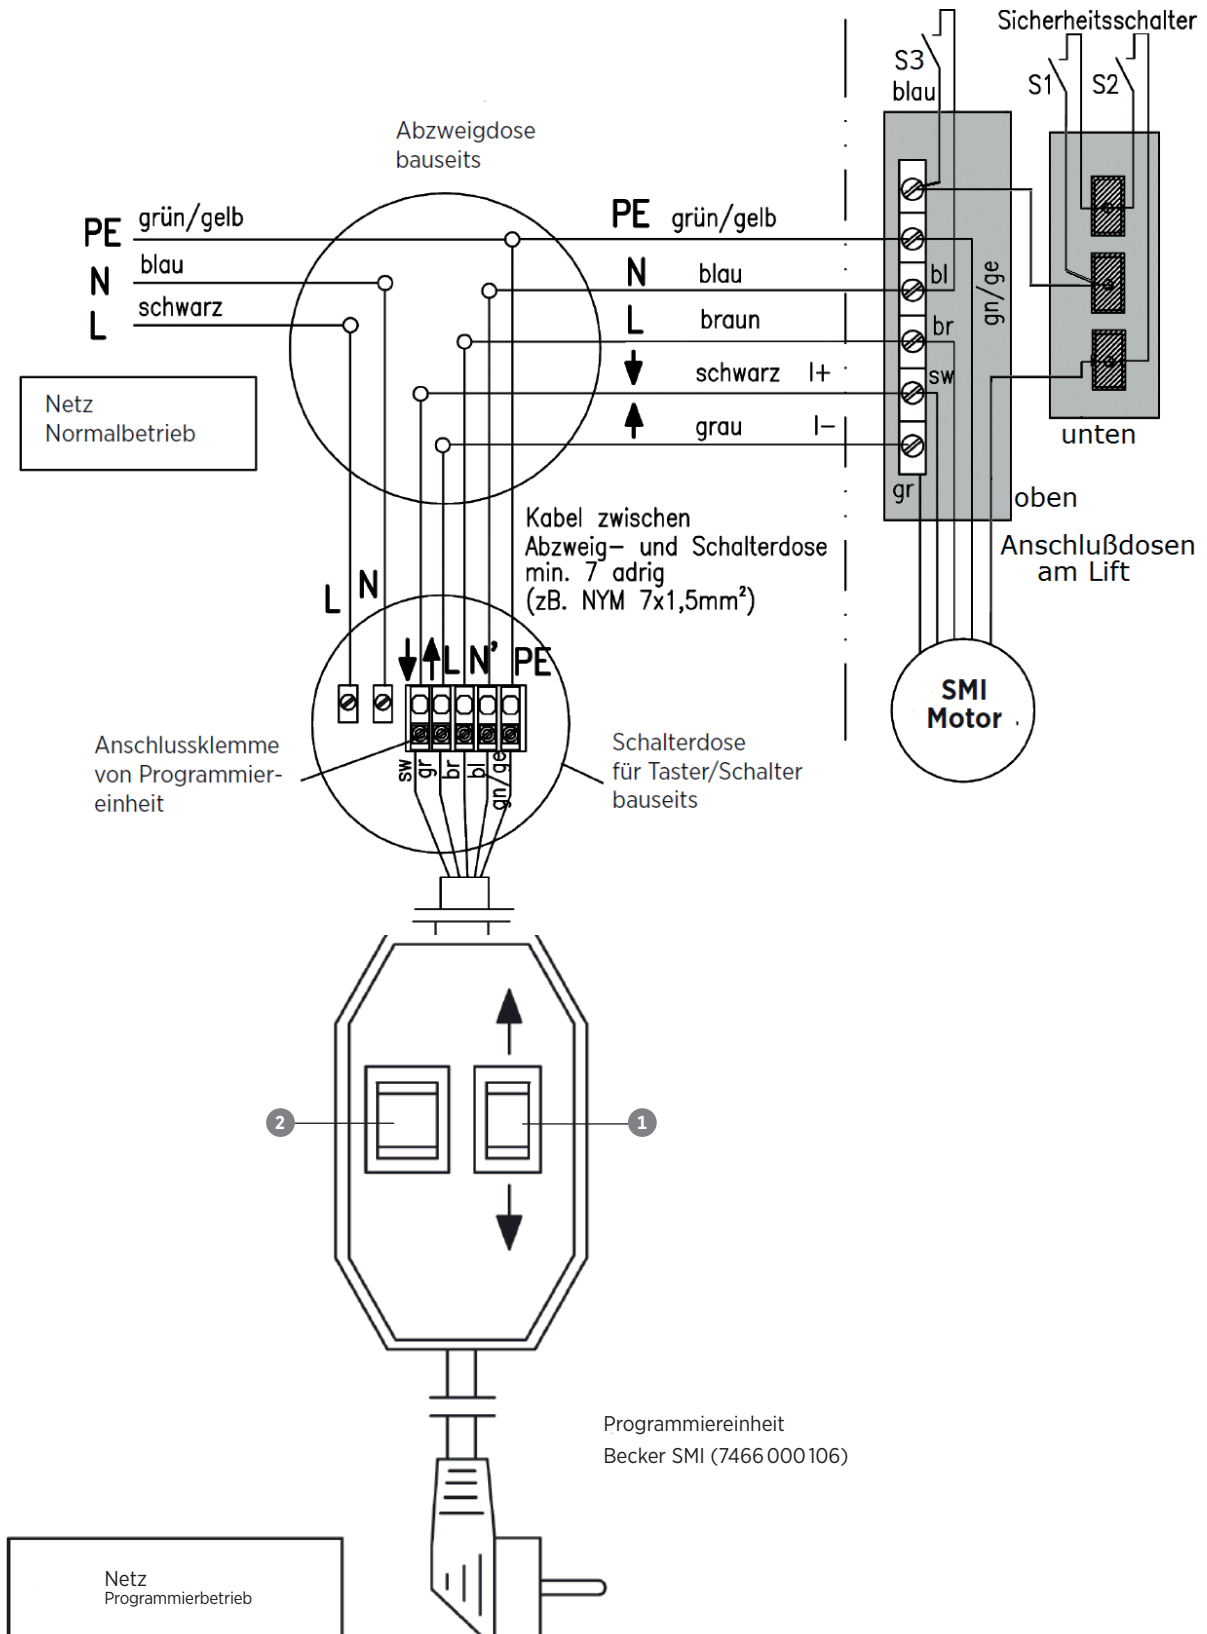 Sicherheitsschalter
S3
blau
S1
S2
Abzweigdose
bauseits
PE grün/gelb
N blau
L schwarz
PE grün/gelb
N blau
L braun
schwarz I+
grau I-
bl
br
sw
gn/ge
gr
unten
oben
Anschlußdosen
am Lift
Netz
Normalbetrieb
Kabel zwischen
Abzweig- und Schalterdose
min. 7 adrig
(zB. NYM 7x1,5mm²)
L N
L N' PE
SMI
Motor
Anschlussklemme
von Programmier-
einheit
sw gr br bl gn/ge
Schalterdose
für Taster/Schalter
bauseits
2
1
Programmiereinheit
Becker SMI (7466 000 106)
Netz
Programmierbetrieb